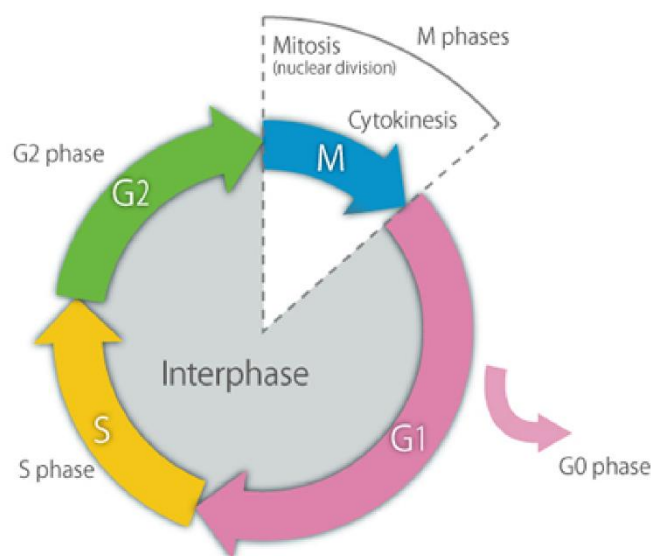 Mitosis
(nuclear division)
M phases
Cytokinesis
M
G2 phase
G2
Interphase
S
S phase
G1
G0 phase